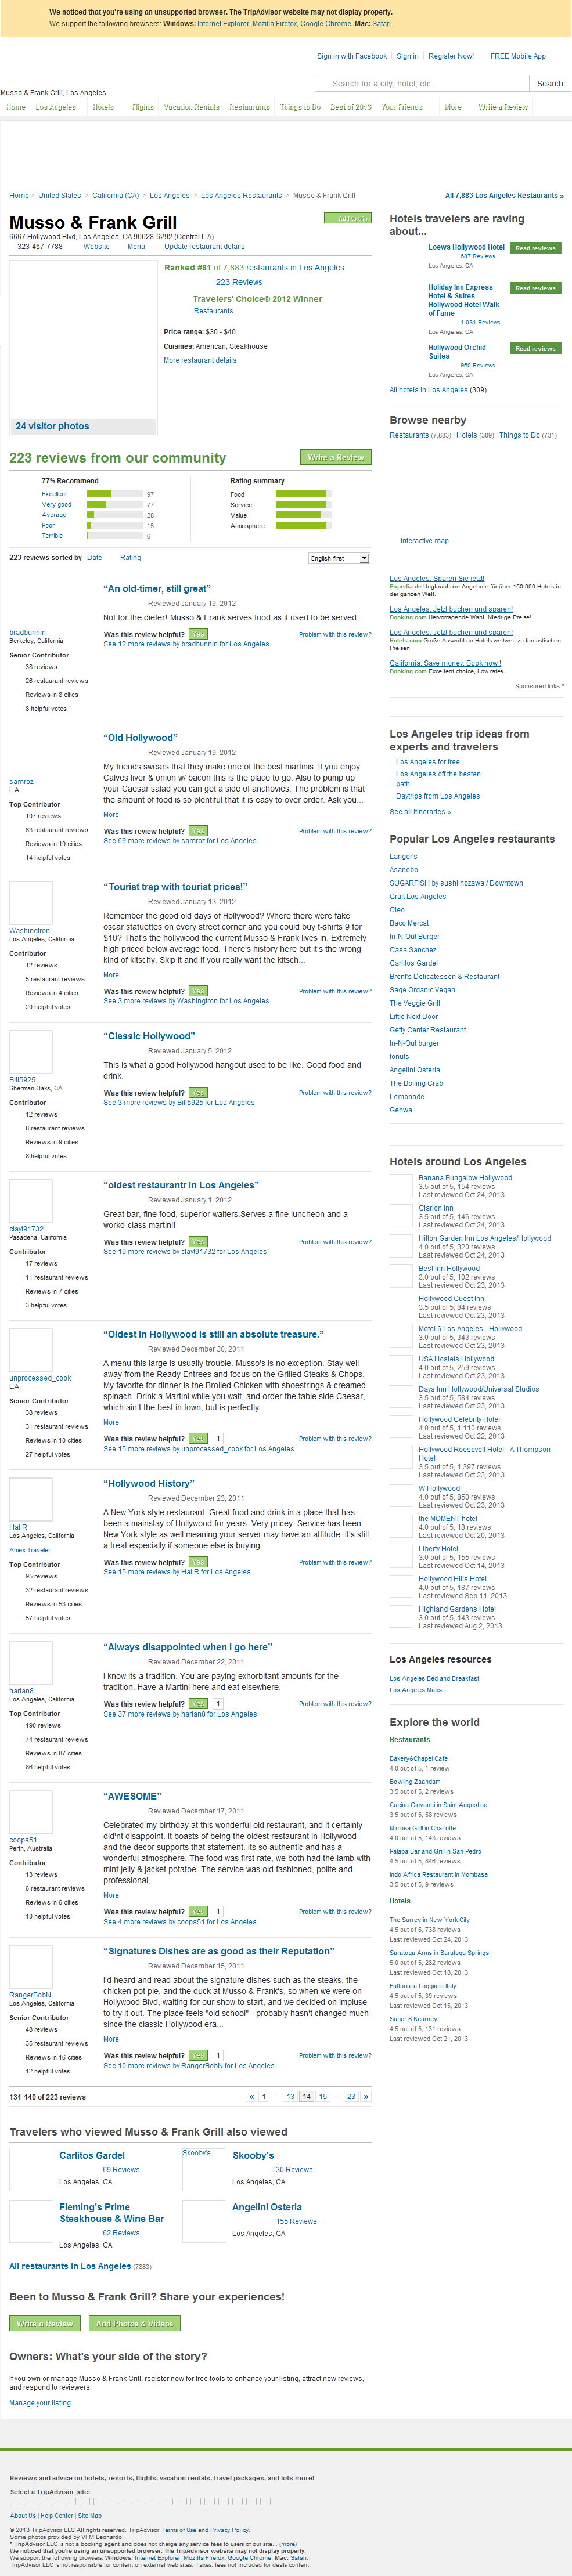 We noticed that you're using an unsupported browser. The TripAdvisor website may not display properly.
We support the following browsers: Windows: Internet Explorer, Mozilla Firefox, Google Chrome. Mac: Safari.
Sign in with Facebook Sign in Register Now! FREE Mobile App
Search for a city, hotel, etc. Search
Musso & Frank Grill, Los Angeles
Home Los Angeles Hotels Flights Vacation Rentals Restaurants Things to Do Best of 2013 Your Friends More Write a Review
Home > United States > California (CA) > Los Angeles > Los Angeles Restaurants > Musso & Frank Grill
All 7,883 Los Angeles Restaurants »
Musso & Frank Grill
Add to trip
6667 Hollywood Blvd, Los Angeles, CA 90028-6292 (Central L.A)
323-467-7788 Website Menu Update restaurant details
Ranked #81 of 7,883 restaurants in Los Angeles
223 Reviews
Travelers' Choice® 2012 Winner
Restaurants
Price range: $30 - $40
Cuisines: American, Steakhouse
More restaurant details
24 visitor photos
223 reviews from our community
Write a Review
77% Recommend
Excellent 97
Very good 77
Average 28
Poor 15
Terrible 6
Rating summary
Food
Service
Value
Atmosphere
223 reviews sorted by Date Rating
English first
“An old-timer, still great”
Reviewed January 19, 2012
Not for the dieter! Musso & Frank serves food as it used to be served.
Was this review helpful? Yes Problem with this review?
See 12 more reviews by bradbunnin for Los Angeles
bradbunnin
Berkeley, California
Senior Contributor
38 reviews
26 restaurant reviews
Reviews in 8 cities
8 helpful votes
“Old Hollywood”
Reviewed January 19, 2012
My friends swears that they make one of the best martinis. If you enjoy
Calves liver & onion w/ bacon this is the place to go. Also to pump up
your Caesar salad you can get a side of anchovies. The problem is that
the amount of food is so plentiful that it is easy to over order. Ask you...
More
Was this review helpful? Yes Problem with this review?
See 69 more reviews by samroz for Los Angeles
samroz
L.A.
Top Contributor
107 reviews
63 restaurant reviews
Reviews in 19 cities
14 helpful votes
“Tourist trap with tourist prices!”
Reviewed January 13, 2012
Remember the good old days of Hollywood? Where there were fake
oscar statuettes on every street corner and you could buy t-shirts 9 for
$10? That's the hollywood the current Musso & Frank lives in. Extremely
high priced below average food. There's history here but it's the wrong
kind of kitschy. Skip it and if you really want the kitsch...
More
Was this review helpful? Yes Problem with this review?
See 3 more reviews by Washingtron for Los Angeles
Washingtron
Los Angeles, California
Contributor
12 reviews
5 restaurant reviews
Reviews in 4 cities
20 helpful votes
“Classic Hollywood”
Reviewed January 5, 2012
This is what a good Hollywood hangout used to be like. Good food and
drink.
Was this review helpful? Yes Problem with this review?
See 3 more reviews by Bill5925 for Los Angeles
Bill5925
Sherman Oaks, CA
Contributor
12 reviews
8 restaurant reviews
Reviews in 9 cities
8 helpful votes
“oldest restaurantr in Los Angeles”
Reviewed January 1, 2012
Great bar, fine food, superior waiters.Serves a fine luncheon and a
workd-class martini!
Was this review helpful? Yes Problem with this review?
See 10 more reviews by clayt91732 for Los Angeles
clayt91732
Pasadena, California
Contributor
17 reviews
11 restaurant reviews
Reviews in 7 cities
3 helpful votes
“Oldest in Hollywood is still an absolute treasure.”
Reviewed December 30, 2011
A menu this large is usually trouble. Musso's is no exception. Stay well
away from the Ready Entrees and focus on the Grilled Steaks & Chops.
My favorite for dinner is the Broiled Chicken with shoestrings & creamed
spinach. Drink a Martini while you wait, and order the table side Caesar,
which ain't the best in town, but is perfectly...
More
Was this review helpful? Yes 1 Problem with this review?
See 15 more reviews by unprocessed_cook for Los Angeles
unprocessed_cook
L.A.
Senior Contributor
38 reviews
31 restaurant reviews
Reviews in 10 cities
27 helpful votes
“Hollywood History”
Reviewed December 23, 2011
A New York style restaurant. Great food and drink in a place that has
been a mainstay of Hollywood for years. Very pricey. Service has been
New York style as well meaning your server may have an attitude. It's still
a treat especially if someone else is buying.
Was this review helpful? Yes Problem with this review?
See 15 more reviews by Hal R for Los Angeles
Hal R
Los Angeles, California
Amex Traveler
Top Contributor
95 reviews
32 restaurant reviews
Reviews in 53 cities
57 helpful votes
“Always disappointed when I go here”
Reviewed December 22, 2011
I know its a tradition. You are paying exhorbitant amounts for the
tradition. Have a Martini here and eat elsewhere.
Was this review helpful? Yes 1 Problem with this review?
See 37 more reviews by harlan8 for Los Angeles
harlan8
Los Angeles, California
Top Contributor
190 reviews
74 restaurant reviews
Reviews in 87 cities
86 helpful votes
“AWESOME”
Reviewed December 17, 2011
Celebrated my birthday at this wonderful old restaurant, and it certainly
did'nt disappoint. It boasts of being the oldest restaurant in Hollywood
and the decor supports that statement. Its so authentic and has a
wonderful atmosphere. The food was first rate, we both had the lamb with
mint jelly & jacket potatoe. The service was old fashioned, polite and
professional,...
More
Was this review helpful? Yes 1 Problem with this review?
See 4 more reviews by coops51 for Los Angeles
coops51
Perth, Australia
Contributor
13 reviews
6 restaurant reviews
Reviews in 6 cities
10 helpful votes
“Signatures Dishes are as good as their Reputation”
Reviewed December 15, 2011
I'd heard and read about the signature dishes such as the steaks, the
chicken pot pie, and the duck at Musso & Frank's, so when we were on
Hollywood Blvd, waiting for our show to start, and we decided on impluse
to try it out. The place feels "old school" - probably hasn't changed much
since the classic Hollywood era...
More
Was this review helpful? Yes 1 Problem with this review?
See 10 more reviews by RangerBobN for Los Angeles
RangerBobN
Los Angeles, California
Senior Contributor
48 reviews
35 restaurant reviews
Reviews in 16 cities
12 helpful votes
131-140 of 223 reviews
« 1 ... 13 14 15 ... 23 »
Travelers who viewed Musso & Frank Grill also viewed
Carlitos Gardel
69 Reviews
Los Angeles, CA
Skooby's
Skooby's
30 Reviews
Los Angeles, CA
Fleming's Prime
Steakhouse & Wine Bar
62 Reviews
Los Angeles, CA
Angelini Osteria
155 Reviews
Los Angeles, CA
All restaurants in Los Angeles (7883)
Been to Musso & Frank Grill? Share your experiences!
Write a Review Add Photos & Videos
Owners: What's your side of the story?
If you own or manage Musso & Frank Grill, register now for free tools to enhance your listing, attract new reviews,
and respond to reviewers.
Manage your listing
Hotels travelers are raving
about...
Loews Hollywood Hotel Read reviews
687 Reviews
Los Angeles, CA
Holiday Inn Express
Hotel & Suites
Hollywood Hotel Walk
of Fame
Read reviews
1,031 Reviews
Los Angeles, CA
Hollywood Orchid
Suites
Read reviews
960 Reviews
Los Angeles, CA
All hotels in Los Angeles (309)
Browse nearby
Restaurants (7,883) | Hotels (309) | Things to Do (731)
Interactive map
Los Angeles: Sparen Sie jetzt!
Expedia.de Unglaubliche Angebote für über 150.000 Hotels in
der ganzen Welt.
Los Angeles: Jetzt buchen und sparen!
Booking.com Hervorragende Wahl. Niedrige Preise!
Los Angeles: Jetzt buchen und sparen!
Hotels.com Große Auswahl an Hotels weltweit zu fantastischen
Preisen
California: Save money, Book now !
Booking.com Excellent choice, Low rates
Sponsored links *
Los Angeles trip ideas from
experts and travelers
Los Angeles for free
Los Angeles off the beaten
path
Daytrips from Los Angeles
See all itineraries »
Popular Los Angeles restaurants
Langer's
Asanebo
SUGARFISH by sushi nozawa / Downtown
Craft Los Angeles
Cleo
Baco Mercat
In-N-Out Burger
Casa Sanchez
Carlitos Gardel
Brent's Delicatessen & Restaurant
Sage Organic Vegan
The Veggie Grill
Little Next Door
Getty Center Restaurant
In-N-Out burger
fonuts
Angelini Osteria
The Boiling Crab
Lemonade
Genwa
Hotels around Los Angeles
Banana Bungalow Hollywood
3.5 out of 5, 154 reviews
Last reviewed Oct 24, 2013
Clarion Inn
3.5 out of 5, 146 reviews
Last reviewed Oct 24, 2013
Hilton Garden Inn Los Angeles/Hollywood
4.0 out of 5, 320 reviews
Last reviewed Oct 24, 2013
Best Inn Hollywood
3.0 out of 5, 102 reviews
Last reviewed Oct 23, 2013
Hollywood Guest Inn
3.5 out of 5, 84 reviews
Last reviewed Oct 23, 2013
Motel 6 Los Angeles - Hollywood
3.0 out of 5, 343 reviews
Last reviewed Oct 23, 2013
USA Hostels Hollywood
4.0 out of 5, 259 reviews
Last reviewed Oct 23, 2013
Days Inn Hollywood/Universal Studios
3.5 out of 5, 584 reviews
Last reviewed Oct 23, 2013
Hollywood Celebrity Hotel
4.0 out of 5, 1,110 reviews
Last reviewed Oct 22, 2013
Hollywood Roosevelt Hotel - A Thompson
Hotel
3.5 out of 5, 1,397 reviews
Last reviewed Oct 23, 2013
W Hollywood
4.0 out of 5, 850 reviews
Last reviewed Oct 23, 2013
the MOMENT hotel
4.0 out of 5, 18 reviews
Last reviewed Oct 20, 2013
Liberty Hotel
3.0 out of 5, 155 reviews
Last reviewed Oct 14, 2013
Hollywood Hills Hotel
4.0 out of 5, 187 reviews
Last reviewed Sep 11, 2013
Highland Gardens Hotel
3.0 out of 5, 143 reviews
Last reviewed Aug 2, 2013
Los Angeles resources
Los Angeles Bed and Breakfast
Los Angeles Maps
Explore the world
Restaurants
Bakery&Chapel Cafe
4.0 out of 5, 1 review
Bowling Zaandam
3.5 out of 5, 2 reviews
Cucina Giovanni in Saint Augustine
3.5 out of 5, 58 reviews
Mimosa Grill in Charlotte
4.0 out of 5, 143 reviews
Palapa Bar and Grill in San Pedro
4.5 out of 5, 846 reviews
Indo Africa Restaurant in Mombasa
3.5 out of 5, 9 reviews
Hotels
The Surrey in New York City
4.5 out of 5, 738 reviews
Last reviewed Oct 24, 2013
Saratoga Arms in Saratoga Springs
5.0 out of 5, 282 reviews
Last reviewed Oct 18, 2013
Fattoria la Loggia in Italy
4.5 out of 5, 39 reviews
Last reviewed Oct 15, 2013
Super 8 Kearney
4.5 out of 5, 131 reviews
Last reviewed Oct 21, 2013
Reviews and advice on hotels, resorts, flights, vacation rentals, travel packages, and lots more!
Select a TripAdvisor site:
About Us | Help Center | Site Map
© 2013 TripAdvisor LLC All rights reserved. TripAdvisor Terms of Use and Privacy Policy.
Some photos provided by VFM Leonardo.
* TripAdvisor LLC is not a booking agent and does not charge any service fees to users of our site... (more)
We noticed that you're using an unsupported browser. The TripAdvisor website may not display properly.
We support the following browsers: Windows: Internet Explorer, Mozilla Firefox, Google Chrome. Mac: Safari.
TripAdvisor LLC is not responsible for content on external web sites. Taxes, fees not included for deals content.